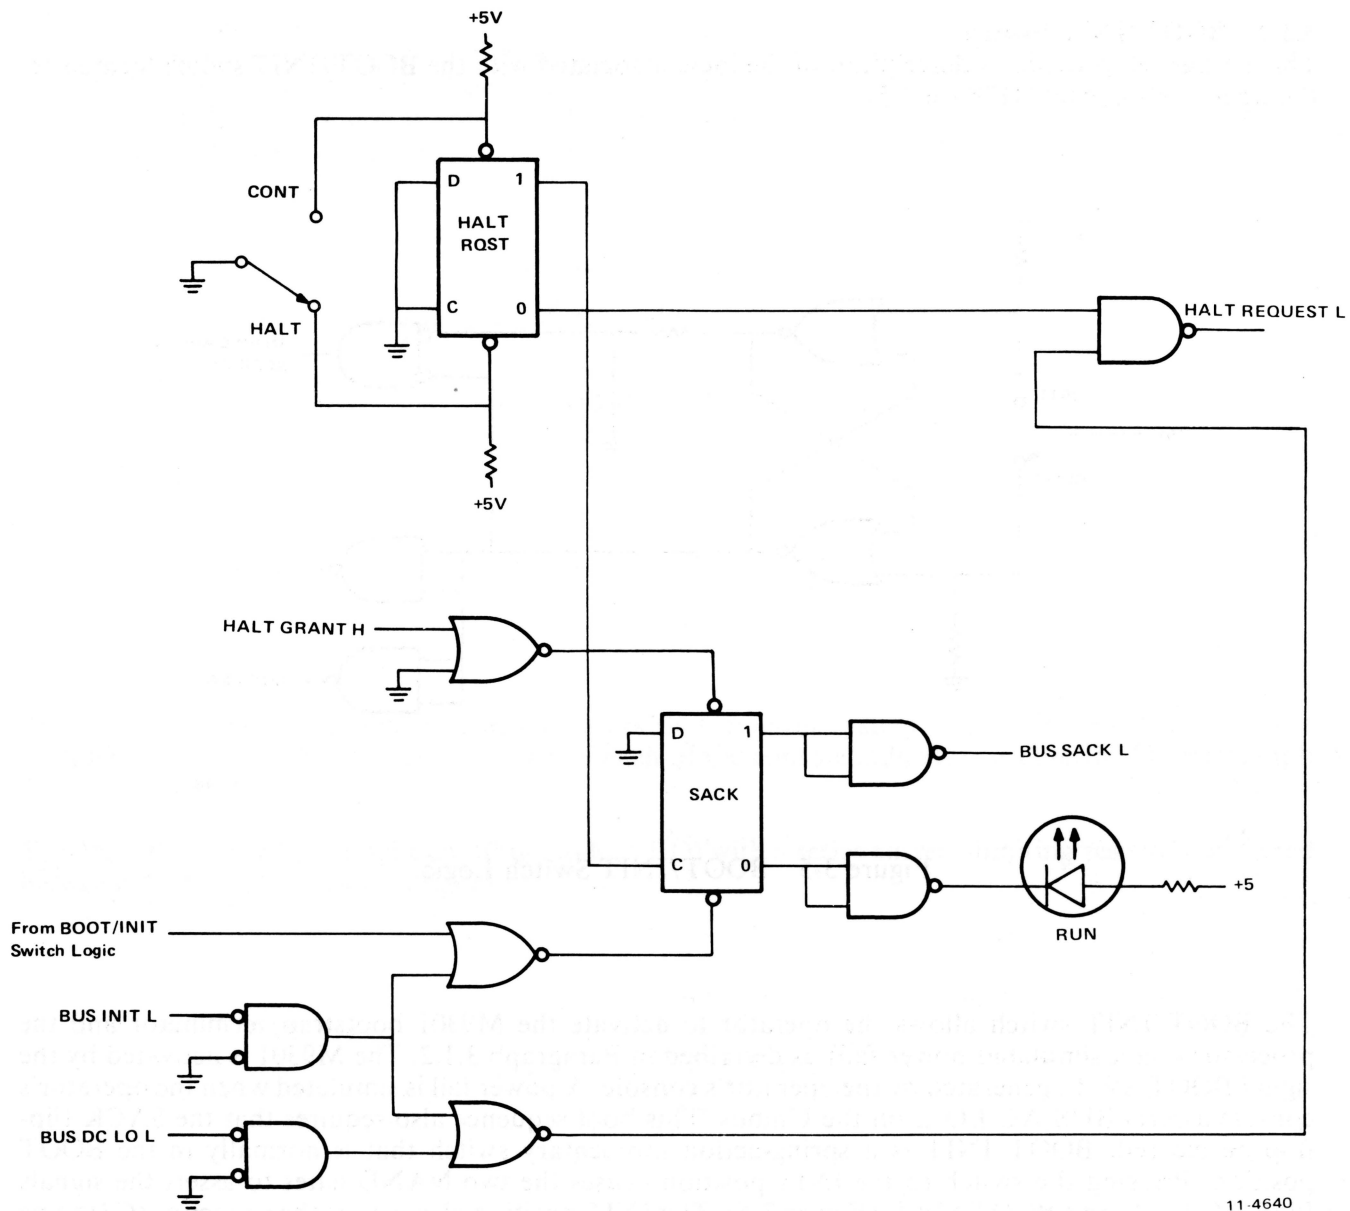 +5V
CONT
D 1
HALT
RQST
C 0
HALT
HALT REQUEST L
+5V
HALT GRANT H
D 1
SACK
C 0
BUS SACK L
+5
RUN
From BOOT/INIT
Switch Logic
BUS INIT L
BUS DC LO L
11-4640